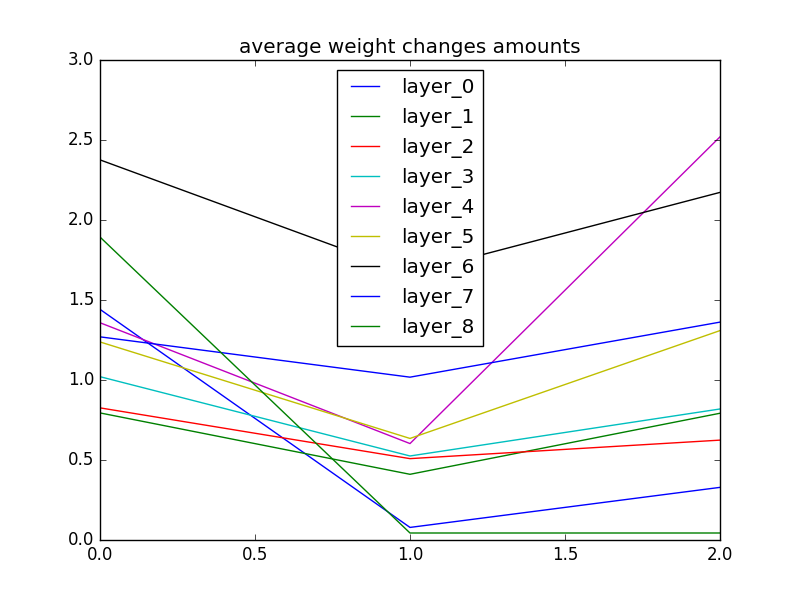 average weight changes amounts
3.0
2.5
2.0
1.5
1.0
0.5
0.0
layer_0
layer_1
layer_2
layer_3
layer_4
layer_5
layer_6
layer_7
layer_8
0.0 0.5 1.0 1.5 2.0